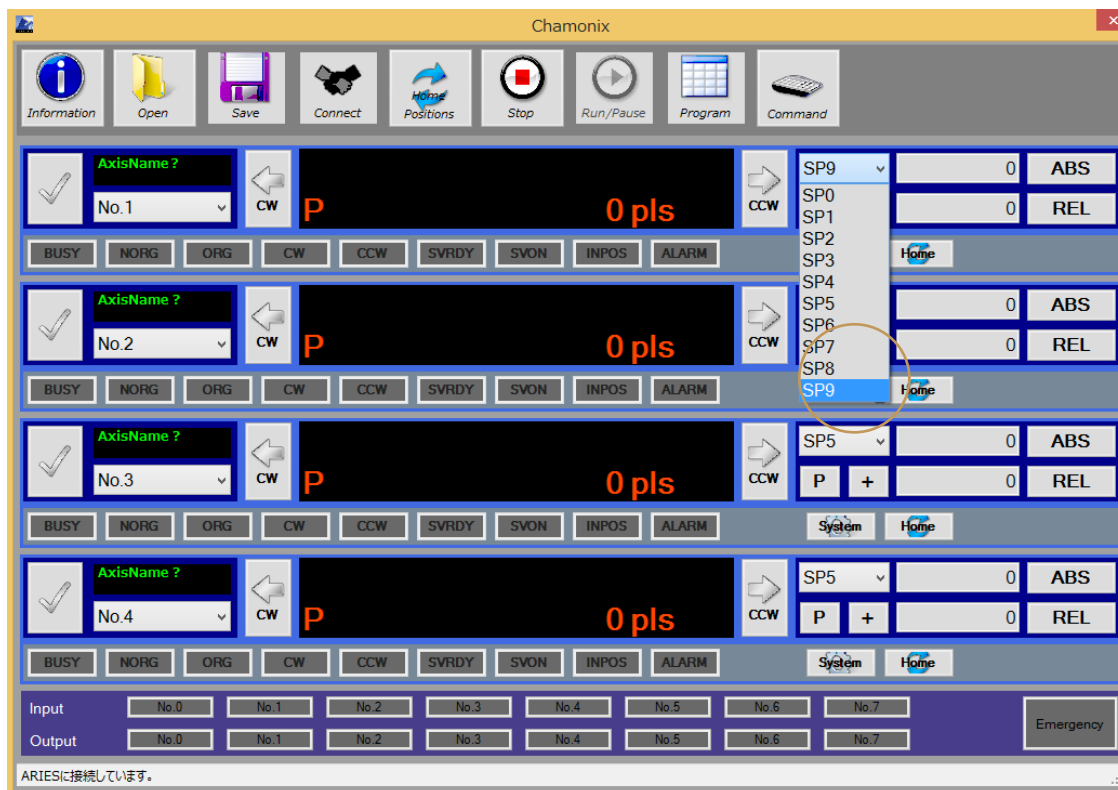 Chamonix
Information Open Save Connect Home Positions Stop Run/Pause Program Command
AxisName ? SP9 0 ABS
No.1 CW P 0 pls CCW 0 REL
BUSY NORG ORG CW CCW SVRDY SVON INPOS ALARM Home
SP0
SP1
SP2
SP3
SP4
SP5
SP6
SP7
SP8
SP9
AxisName ? 0 ABS
No.2 CW P 0 pls CCW 0 REL
BUSY NORG ORG CW CCW SVRDY SVON INPOS ALARM Home
AxisName ? SP5 0 ABS
No.3 CW P 0 pls CCW P + 0 REL
BUSY NORG ORG CW CCW SVRDY SVON INPOS ALARM System Home
AxisName ? SP5 0 ABS
No.4 CW P 0 pls CCW P + 0 REL
BUSY NORG ORG CW CCW SVRDY SVON INPOS ALARM System Home
Input No.0 No.1 No.2 No.3 No.4 No.5 No.6 No.7
Emergency
Output No.0 No.1 No.2 No.3 No.4 No.5 No.6 No.7
ARIESに接続しています。